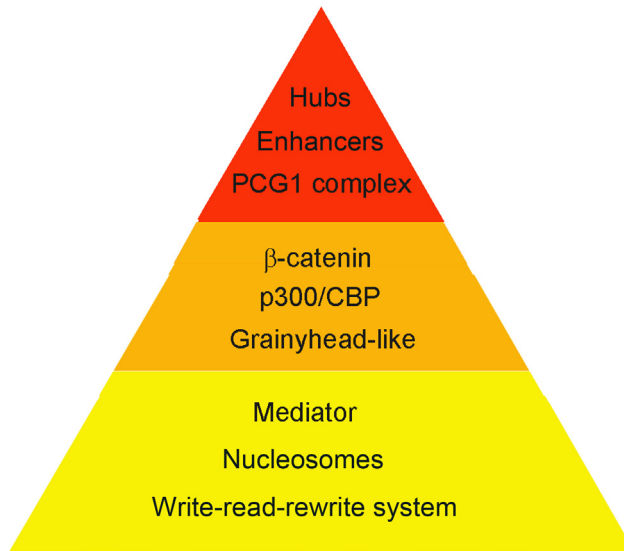 Hubs
Enhancers
PCG1 complex
β-catenin
p300/CBP
Grainyhead-like
Mediator
Nucleosomes
Write-read-rewrite system